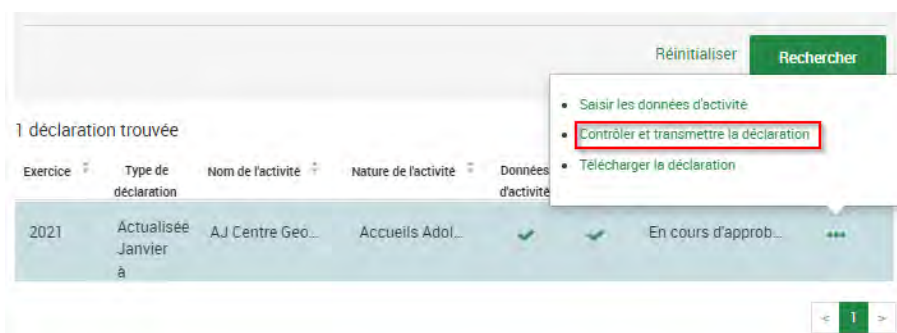 Réinitialiser Rechercher
Saisir les données d'activité
1 déclaration trouvée
Contrôler et transmettre la déclaration
Télécharger la déclaration
Exercice Type de déclaration Nom de l'activité Nature de l'activité Données d'activité
2021 Actualisée Janvier à AJ Centre Geo... Accueils Adol... En cours d'approb...
< 1 >